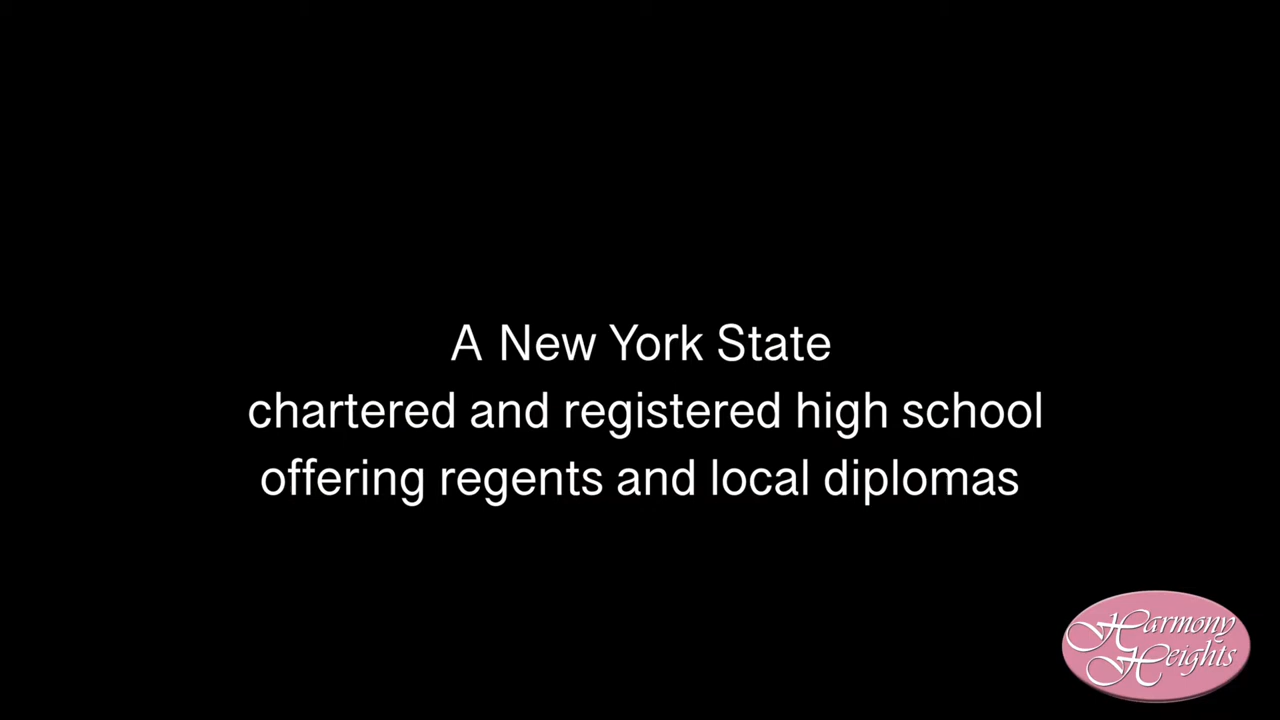 A New York State
chartered and registered high school
offering regents and local diplomas
Harmony
Heights